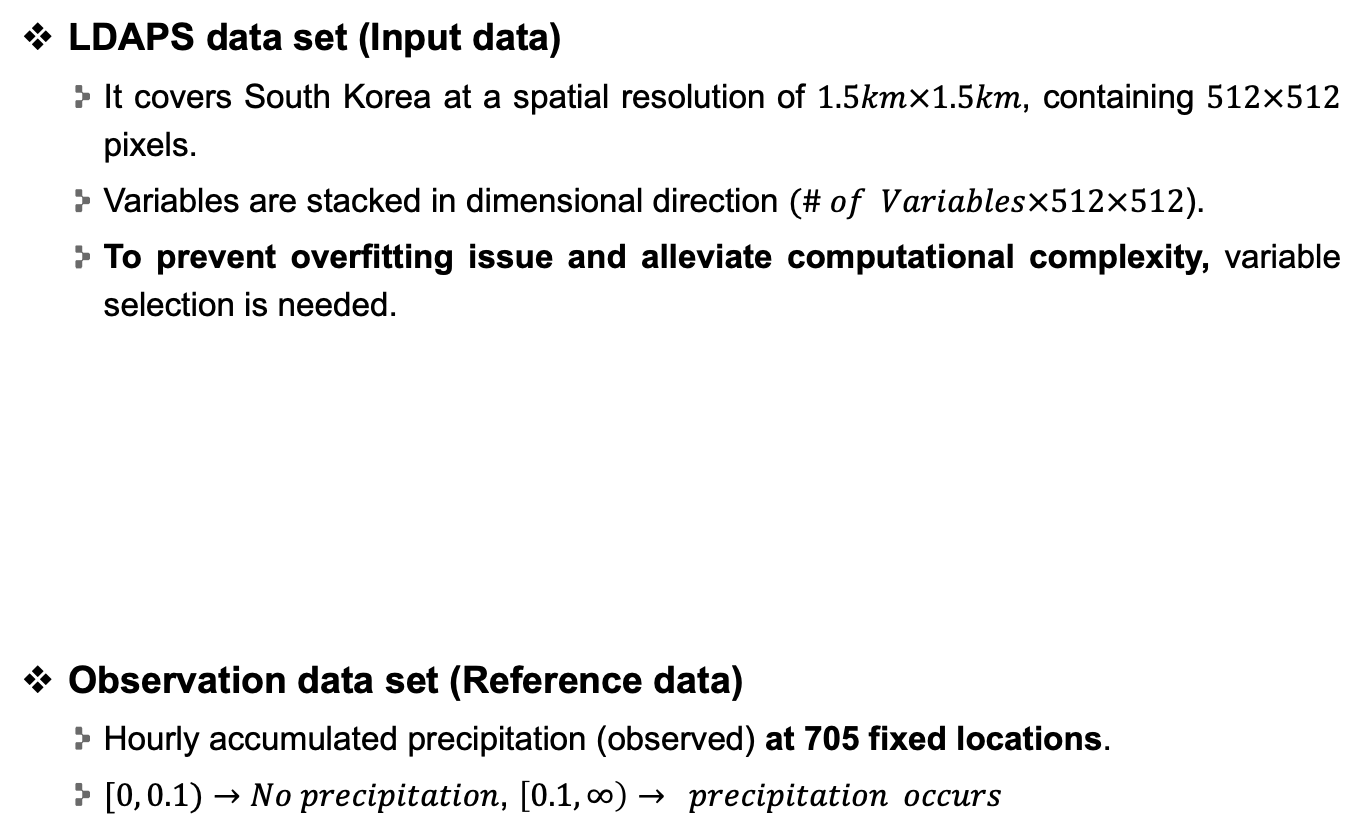 ❖ LDAPS data set (Input data)
It covers South Korea at a spatial resolution of 1.5km×1.5km, containing 512×512
pixels.
Variables are stacked in dimensional direction (# of Variables×512×512).
To prevent overfitting issue and alleviate computational complexity, variable
selection is needed.
❖ Observation data set (Reference data)
Hourly accumulated precipitation (observed) at 705 fixed locations.
[0, 0.1) → No precipitation, [0.1, ∞) → precipitation occurs